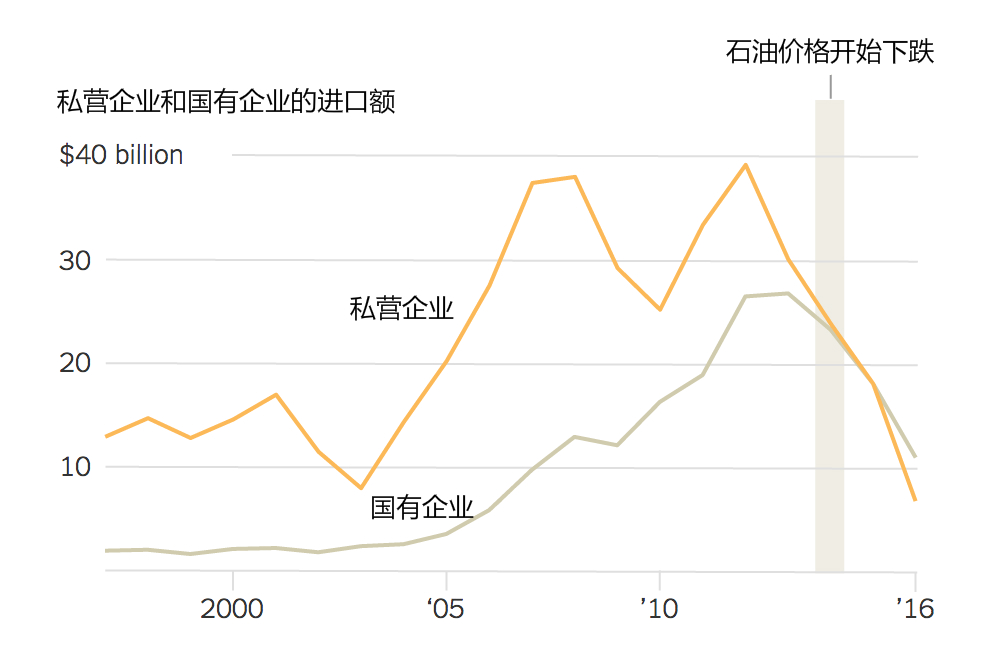 石油价格开始下跌
私营企业和国有企业的进口额
$40 billion
30
私营企业
20
10
国有企业
2000 ‘05 ’10 ’16